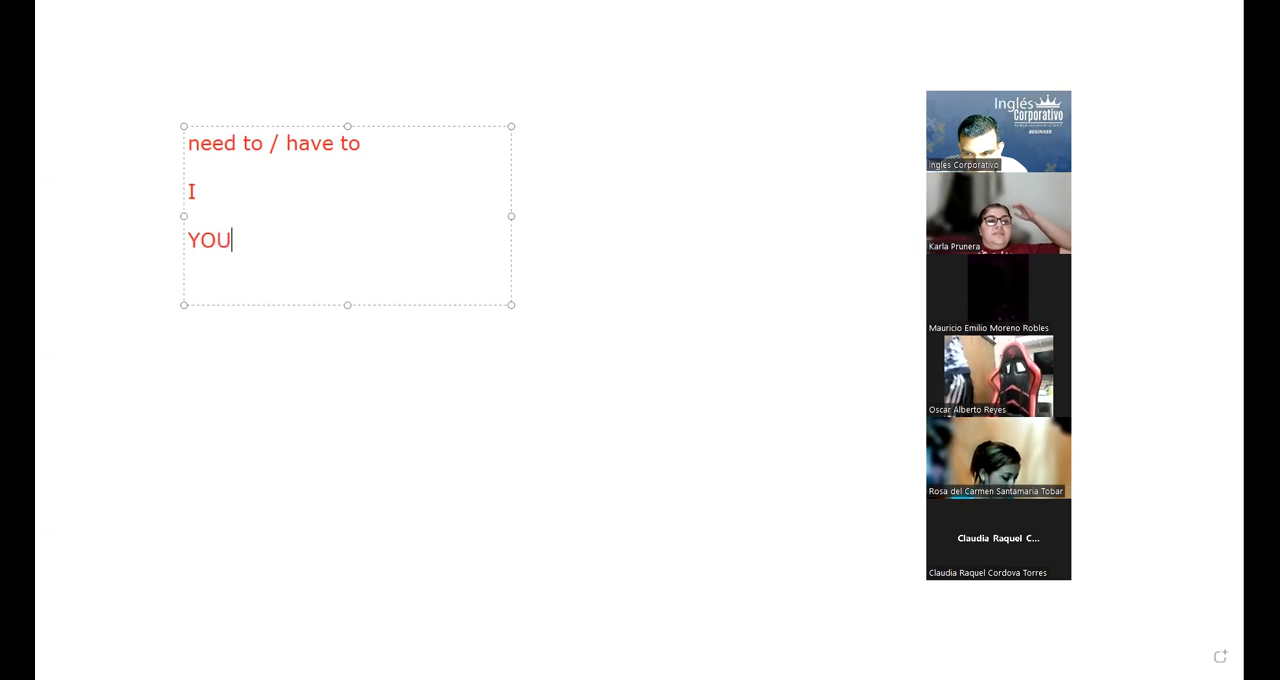 need to / have to
I
YOU
Inglés
Corporativo
BEGINNER
Ingles Corporativo
Karla Prunera
Mauricio Emilio Moreno Robles
Oscar Alberto Reyes
Rosa del Carmen Santamaria Tobar
Claudia Raquel C...
Claudia Raquel Cordova Torres